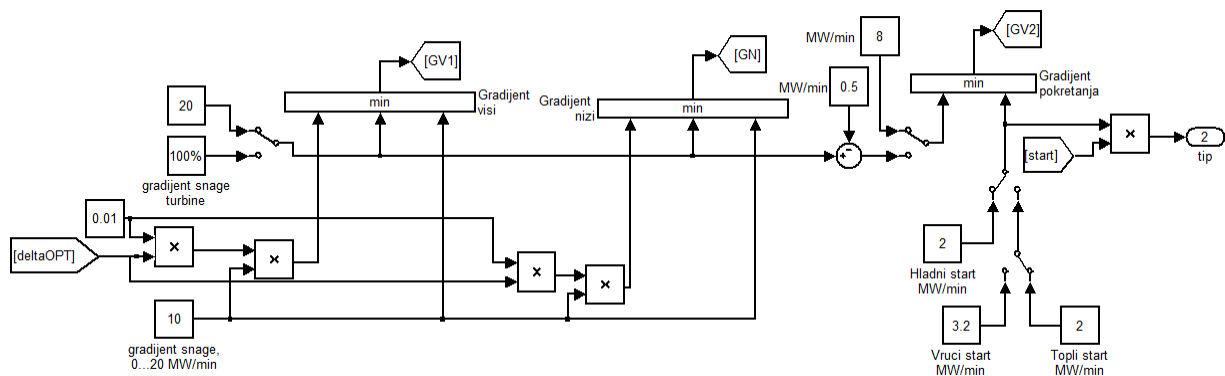 [GV1]
[GN]
MW/min
8
[GV2]
MW/min
0.5
min
Gradijent
visi
Gradijent
nizi
min
min
Gradijent
pokretanja
20
100%
gradijent snage
turbine
+
-
[start]
×
2
tip
0.01
[deltaOPT]
×
×
×
×
2
Hladni start
MW/min
10
gradijent snage,
0...20 MW/min
3.2
Vruci start
MW/min
2
Topli start
MW/min